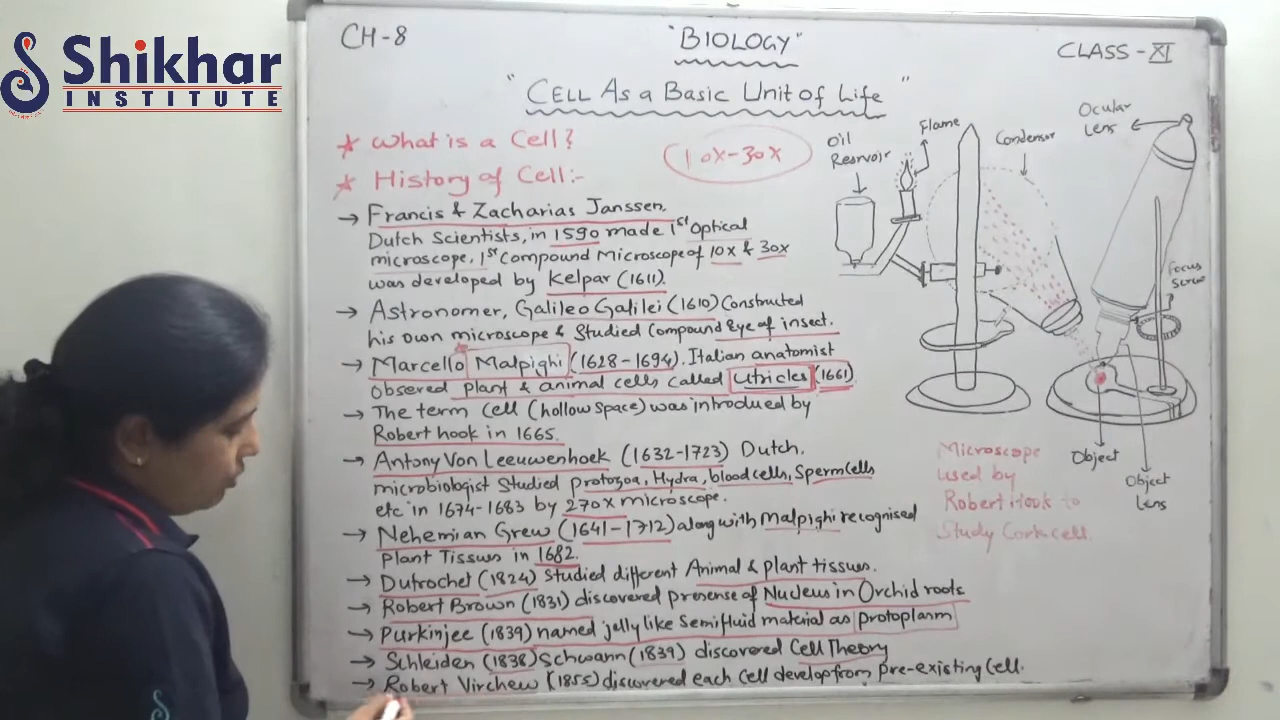 Shikhar
INSTITUTE
CH-8
"BIOLOGY"
CLASS - XI
"CELL As a Basic Unit of Life"
* What is a Cell?
10x-30x
* History of Cell:-
→ Francis & Zacharias Janssen.
Dutch Scientists, in 1590 made 1st Optical
microscope. 1st Compound Microscope of 10x & 30x
was developed by Kelpar (1611)
→ Astronomer, Galileo Galilei (1610) Constructed
his own microscope & Studied Compound Eye of insect.
→ Marcello Malpighi (1628-1694). Italian anatomist
Obsered plant & animal cells called Utricles (1661)
→ The term cell (hollow space) was introdued by
Robert hook in 1665.
→ Antony Von Leeuwenhoek (1632-1723) Dutch.
microbiologist Studied protozoa, Hydra, blood cells, Sperm cells
etc in 1674-1683 by 270x microscope.
→ Nehemian Grew (1641-1712) along with Malpighi recognised
Plant Tissues in 1682.
→ Dutrochet (1824) Studied different Animal & plant tissues.
→ Robert Brown (1831) discovered presense of Nucleus in Orchid roots
→ Purkinjee (1839) named jelly like Semifluid material as protoplanm
→ Schleiden (1838) Schwann (1839) discovered Cell Theory
→ Robert Virchew (1855) discovered each Cell develop from pre-existing Cell.
Oil
Reservoir
Flame
Condensor
Ocular
Lens
Focus
Screw
Object
Object
Lens
Microscope
used by
Robert Hook to
Study Cork cell.